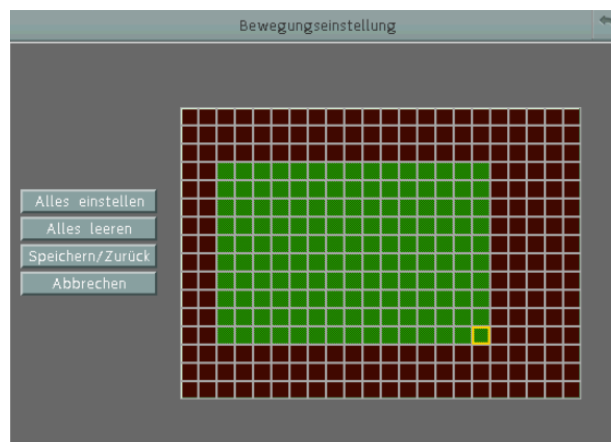 Bewegungseinstellung
Alles einstellen
Alles leeren
Speichern/Zurück
Abbrechen